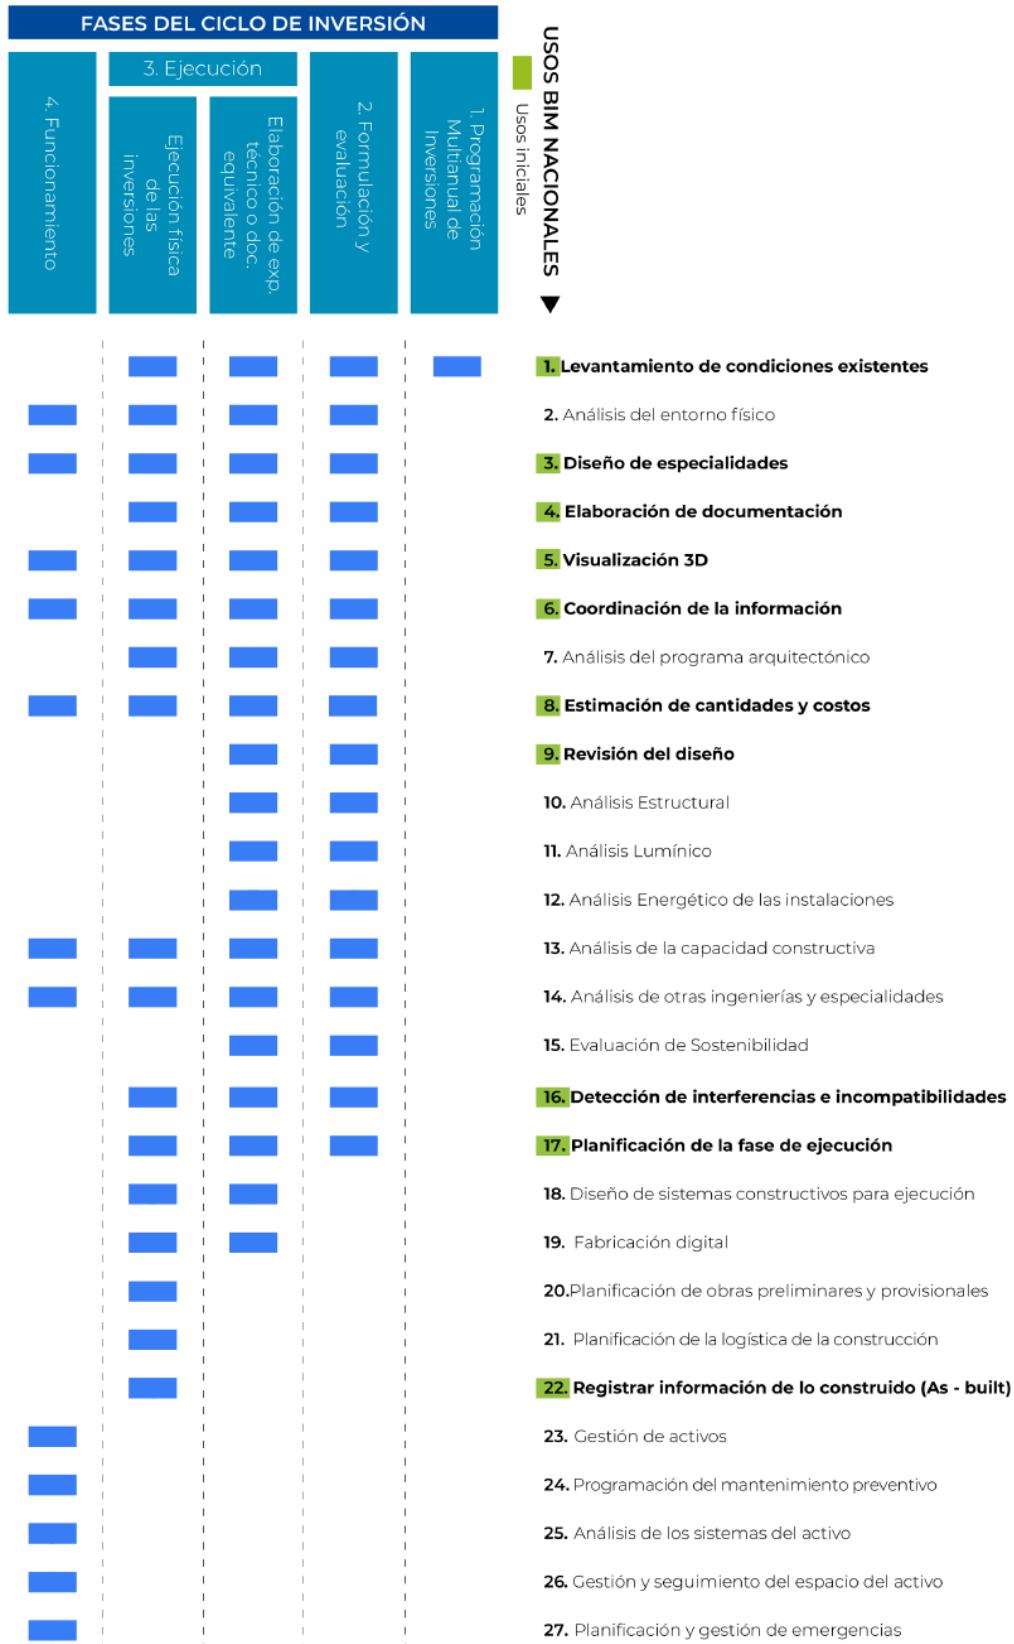 FASES DEL CICLO DE INVERSIÓN
4. Funcionamiento
3. Ejecución
Ejecución física
de las
inversiones
Elaboración de exp.
técnico o doc.
equivalente
2. Formulación y
evaluación
1. Programación
Multianual de
Inversiones
Usos iniciales
USOS BIM NACIONALES
1. Levantamiento de condiciones existentes
2. Análisis del entorno físico
3. Diseño de especialidades
4. Elaboración de documentación
5. Visualización 3D
6. Coordinación de la información
7. Análisis del programa arquitectónico
8. Estimación de cantidades y costos
9. Revisión del diseño
10. Análisis Estructural
11. Análisis Lumínico
12. Análisis Energético de las instalaciones
13. Análisis de la capacidad constructiva
14. Análisis de otras ingenierías y especialidades
15. Evaluación de Sostenibilidad
16. Detección de interferencias e incompatibilidades
17. Planificación de la fase de ejecución
18. Diseño de sistemas constructivos para ejecución
19. Fabricación digital
20.Planificación de obras preliminares y provisionales
21. Planificación de la logística de la construcción
22. Registrar información de lo construido (As - built)
23. Gestión de activos
24. Programación del mantenimiento preventivo
25. Análisis de los sistemas del activo
26. Gestión y seguimiento del espacio del activo
27. Planificación y gestión de emergencias